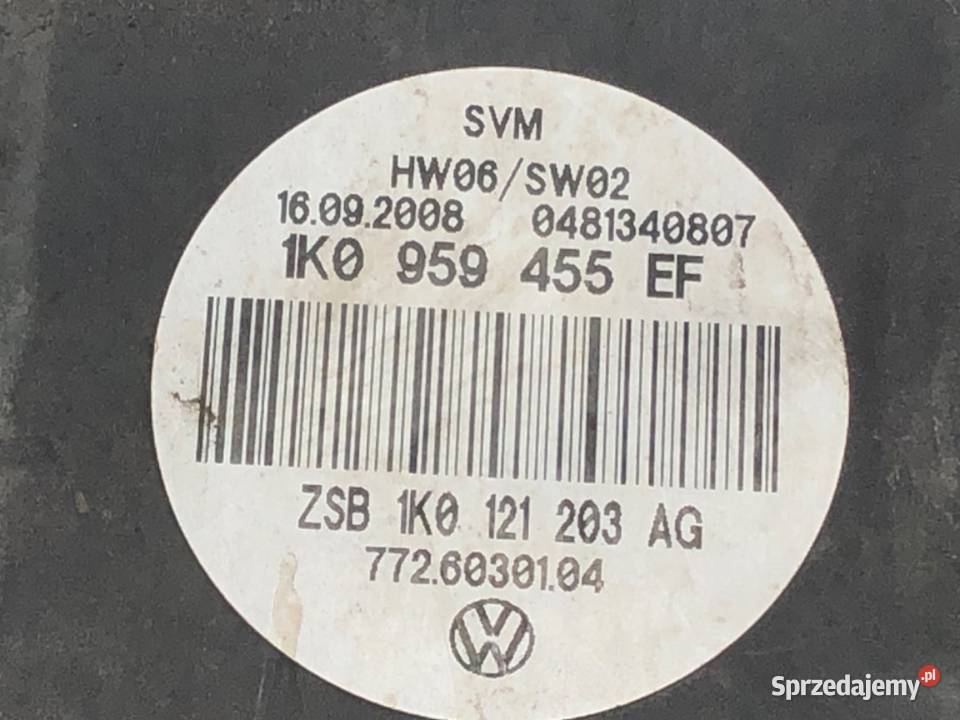 SVM
HW06/SW02
16.09.2008 0481340807
1K0 959 455 EF
ZSB 1K0 121 203 AG
772.60301.04
Sprzedajemy.pl